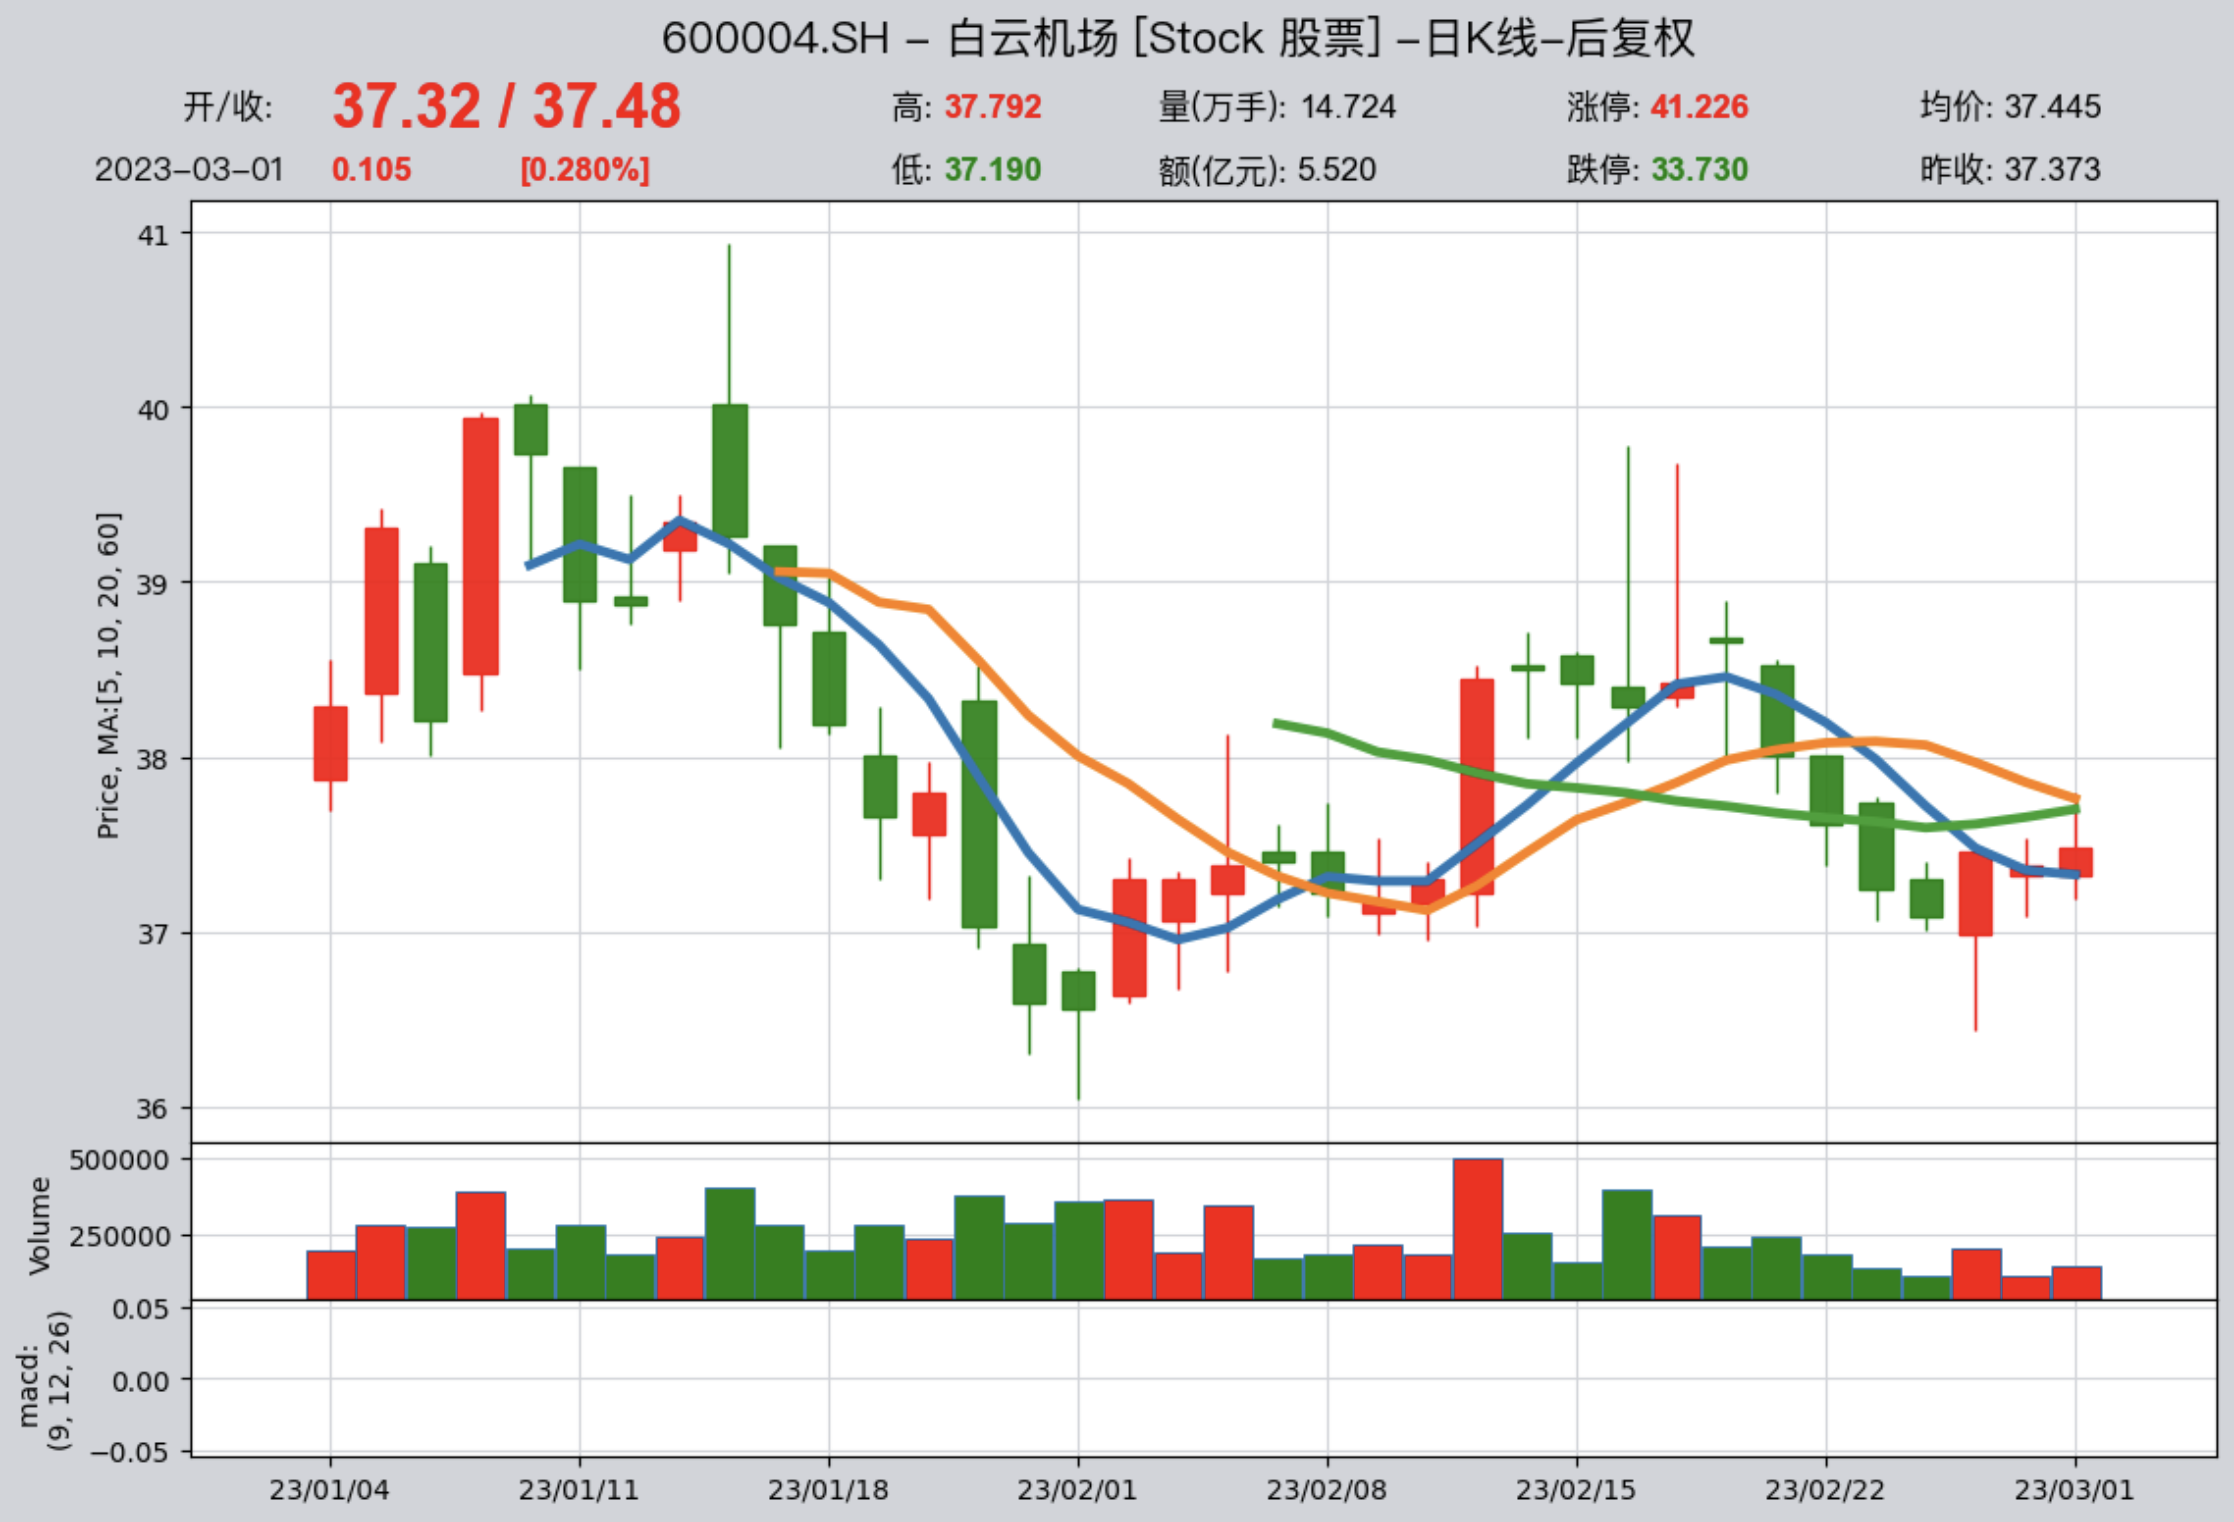 600004.SH - 白云机场 [Stock 股票] -日K线-后复权
开/收: 37.32 / 37.48 高: 37.792 量(万手): 14.724 涨停: 41.226 均价: 37.445
2023-03-01 0.105 [0.280%] 低: 37.190 额(亿元): 5.520 跌停: 33.730 昨收: 37.373
Price, MA:[5, 10, 20, 60]
41
40
39
38
37
36
Volume
500000
250000
macd:
(9, 12, 26)
0.05
0.00
-0.05
23/01/04 23/01/11 23/01/18 23/02/01 23/02/08 23/02/15 23/02/22 23/03/01